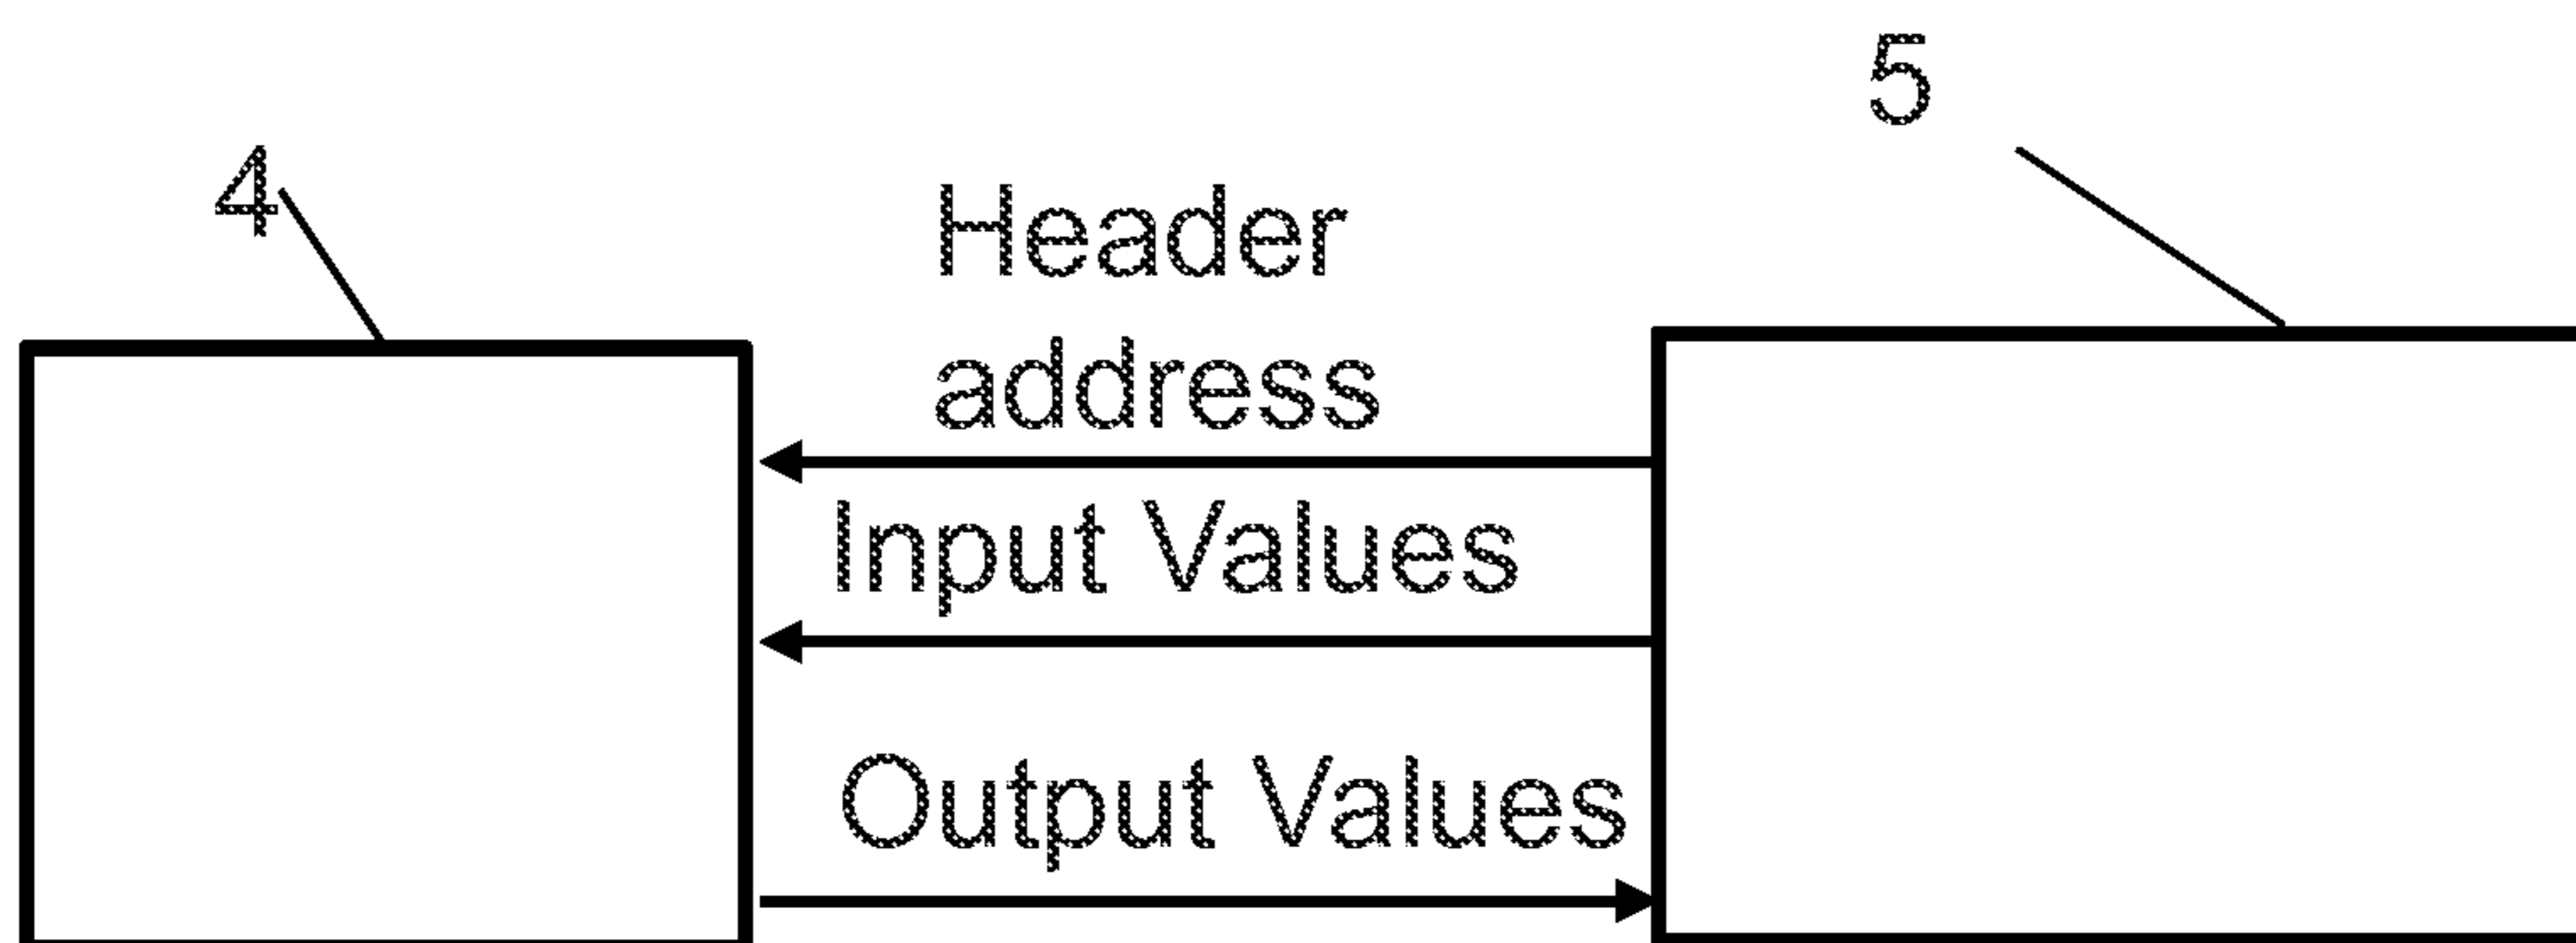 5
4
Header
address
Input Values
Output Values